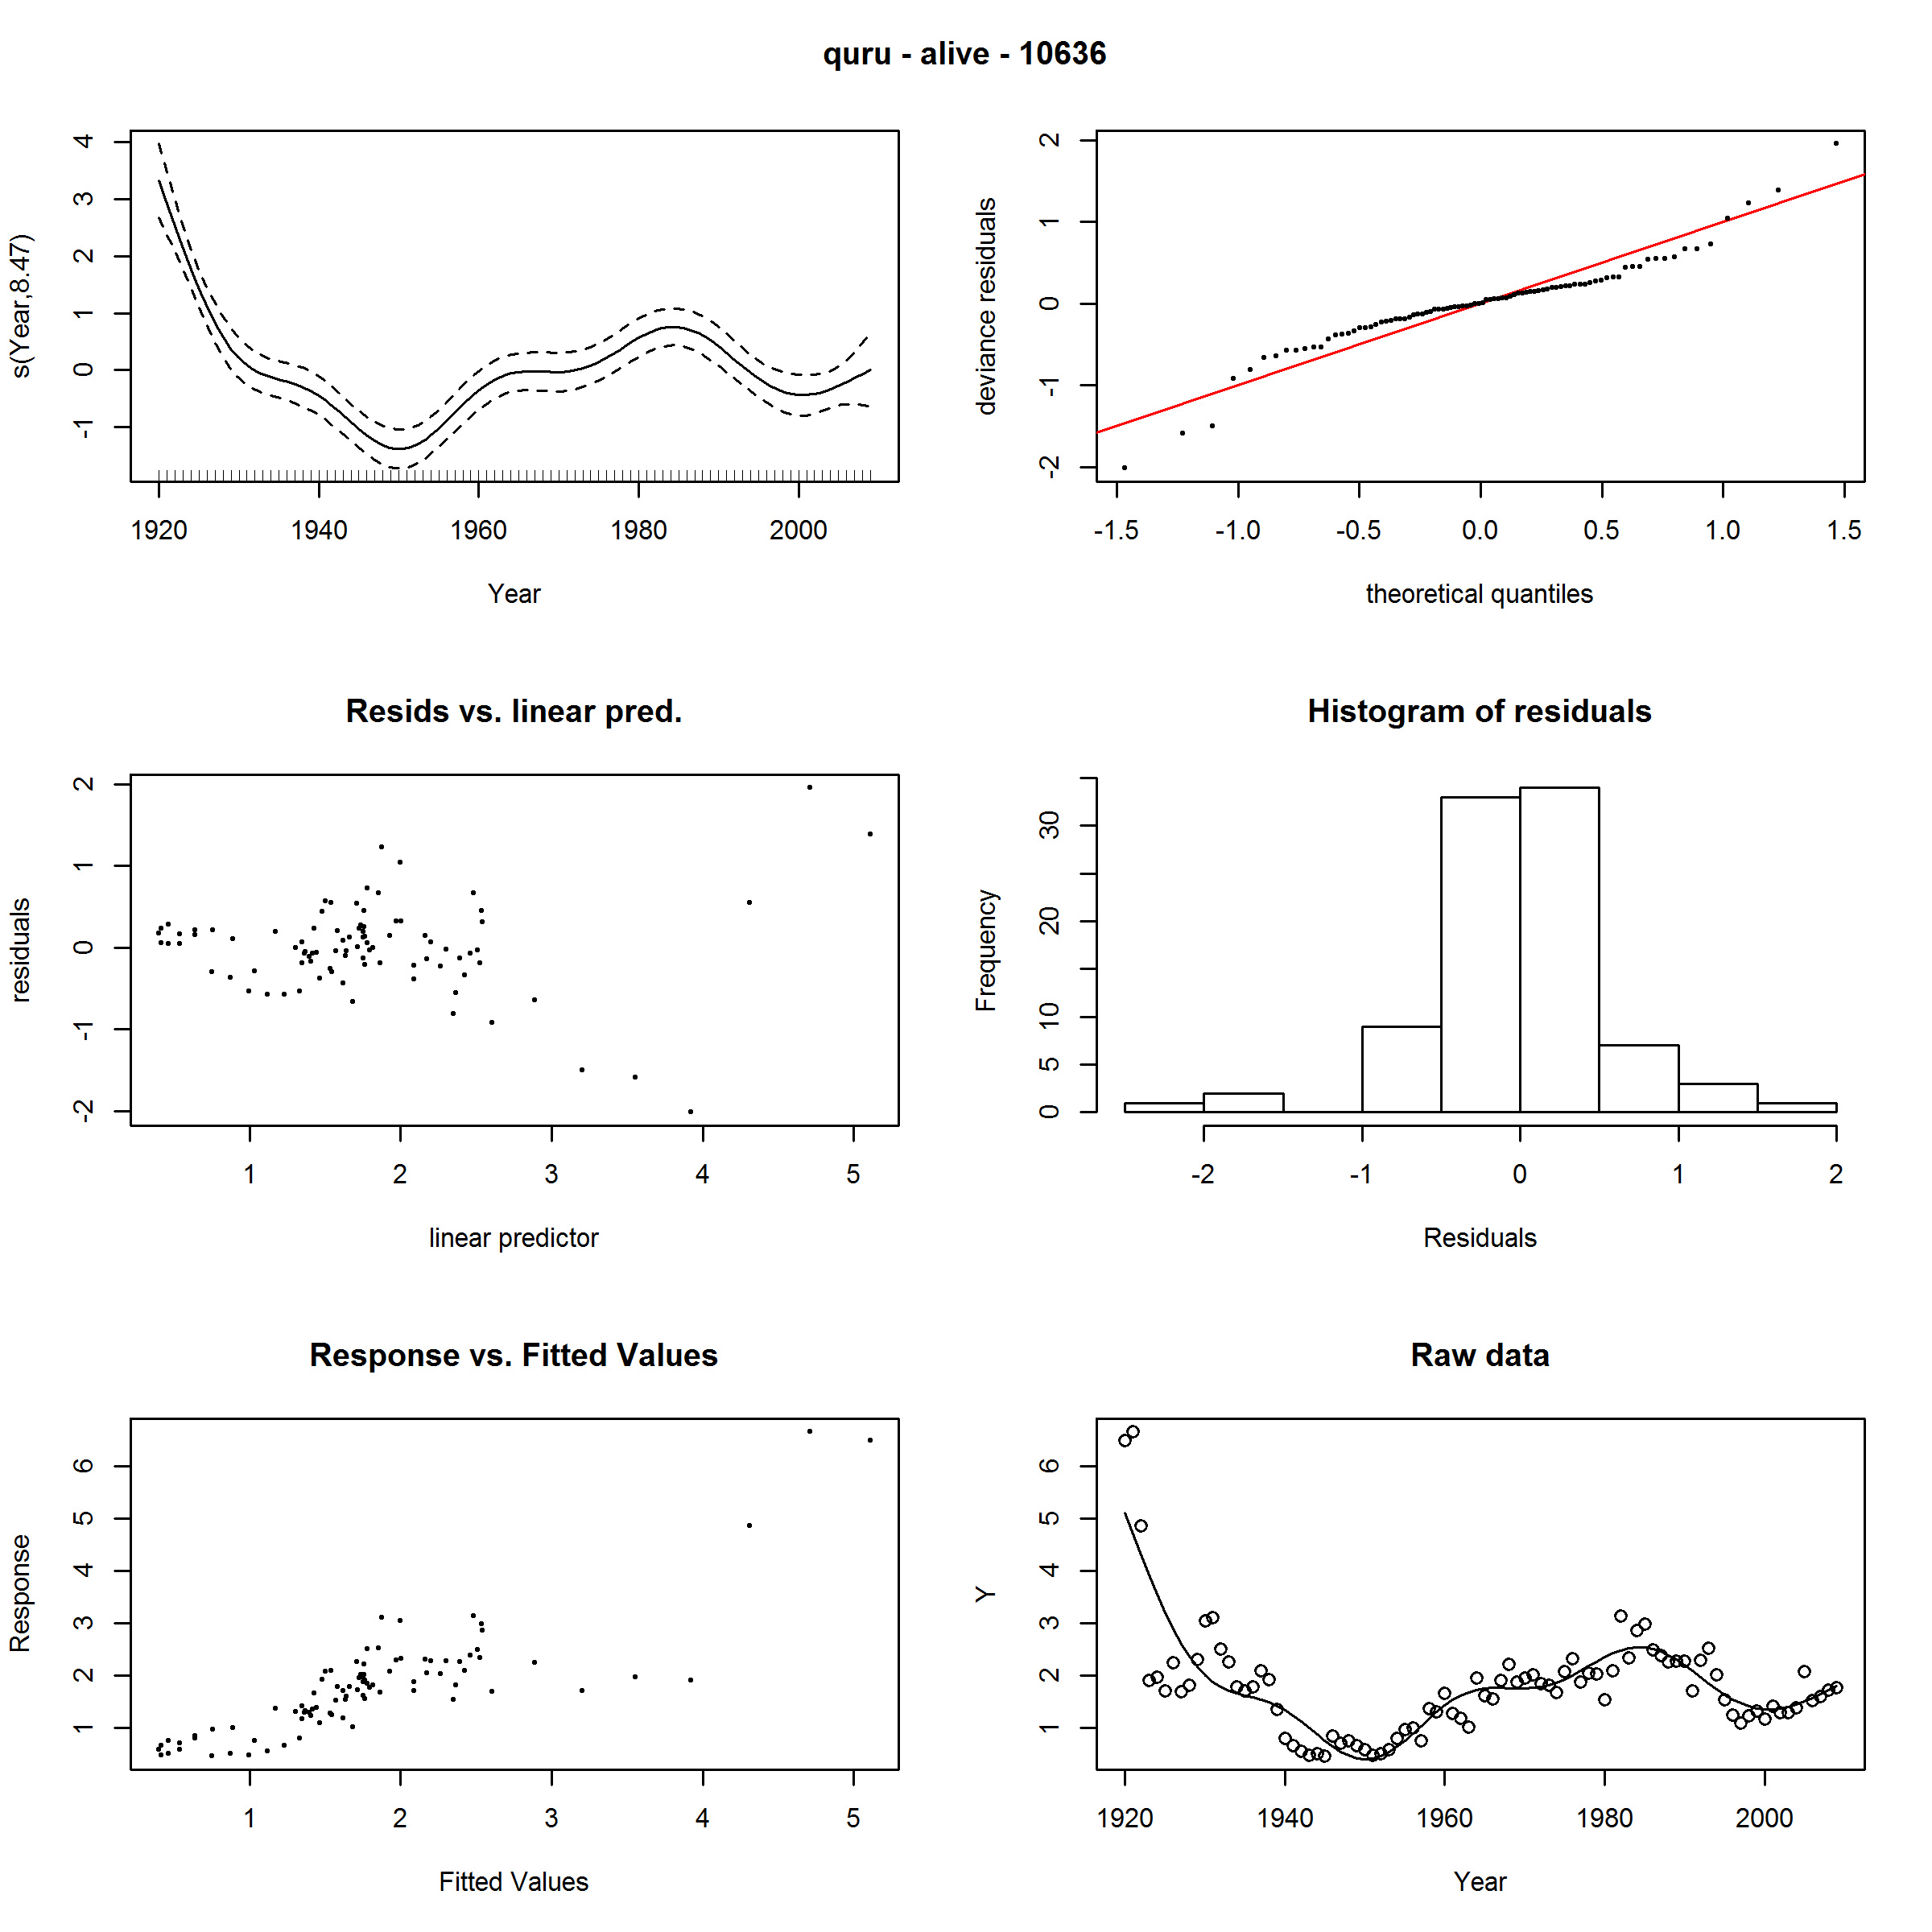 quru - alive - 10636
s(Year,8.47)
4
3
2
1
0
-1
1920 1940 1960 1980 2000
Year
deviance residuals
2
1
0
-1
-2
-1.5 -1.0 -0.5 0.0 0.5 1.0 1.5
theoretical quantiles
Resids vs. linear pred.
residuals
2
1
0
-1
-2
1 2 3 4 5
linear predictor
Histogram of residuals
Frequency
30
20
10
5
0
-2 -1 0 1 2
Residuals
Response vs. Fitted Values
Response
6
5
4
3
2
1
1 2 3 4 5
Fitted Values
Raw data
Y
6
5
4
3
2
1
1920 1940 1960 1980 2000
Year